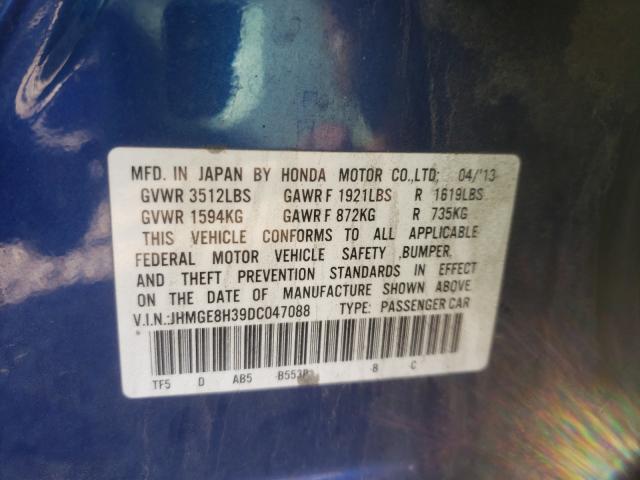 MFD. IN JAPAN BY HONDA MOTOR CO.,LTD; 04/'13
GVWR 3512LBS GAWR F 1921LBS R 1619LBS
GVWR 1594KG GAWR F 872KG R 735KG
THIS VEHICLE CONFORMS TO ALL APPLICABLE
FEDERAL MOTOR VEHICLE SAFETY ,BUMPER,
AND THEFT PREVENTION STANDARDS IN EFFECT
ON THE DATE OF MANUFACTURE SHOWN ABOVE.
V.I.N.:JHMGE8H39DC047088 TYPE: PASSENGER CAR
TF5 D AB5 -B553P -B -C